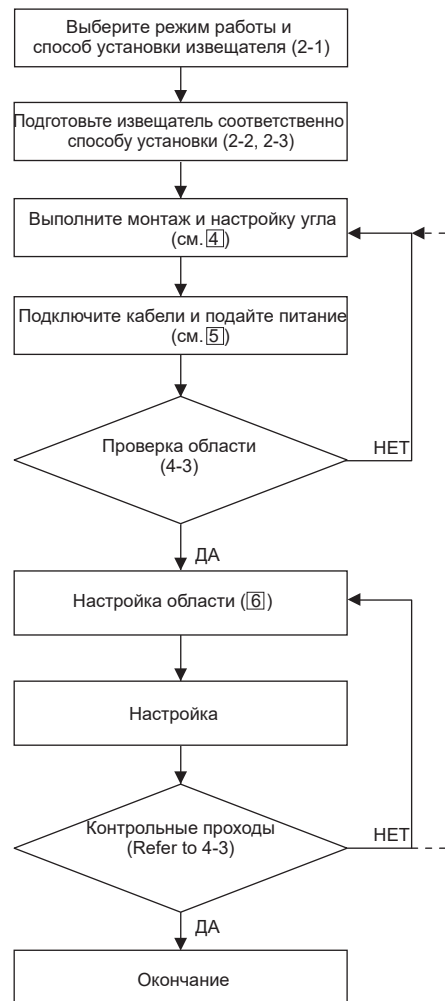 Выберите режим работы и
способ установки извещателя (2-1)
Подготовьте извещатель соответственно
способу установки (2-2, 2-3)
Выполните монтаж и настройку угла
(см. 4)
Подключите кабели и подайте питание
(см. 5)
Проверка области
(4-3)
НЕТ
ДА
Настройка области (6)
Настройка
Контрольные проходы
(Refer to 4-3)
НЕТ
ДА
Окончание